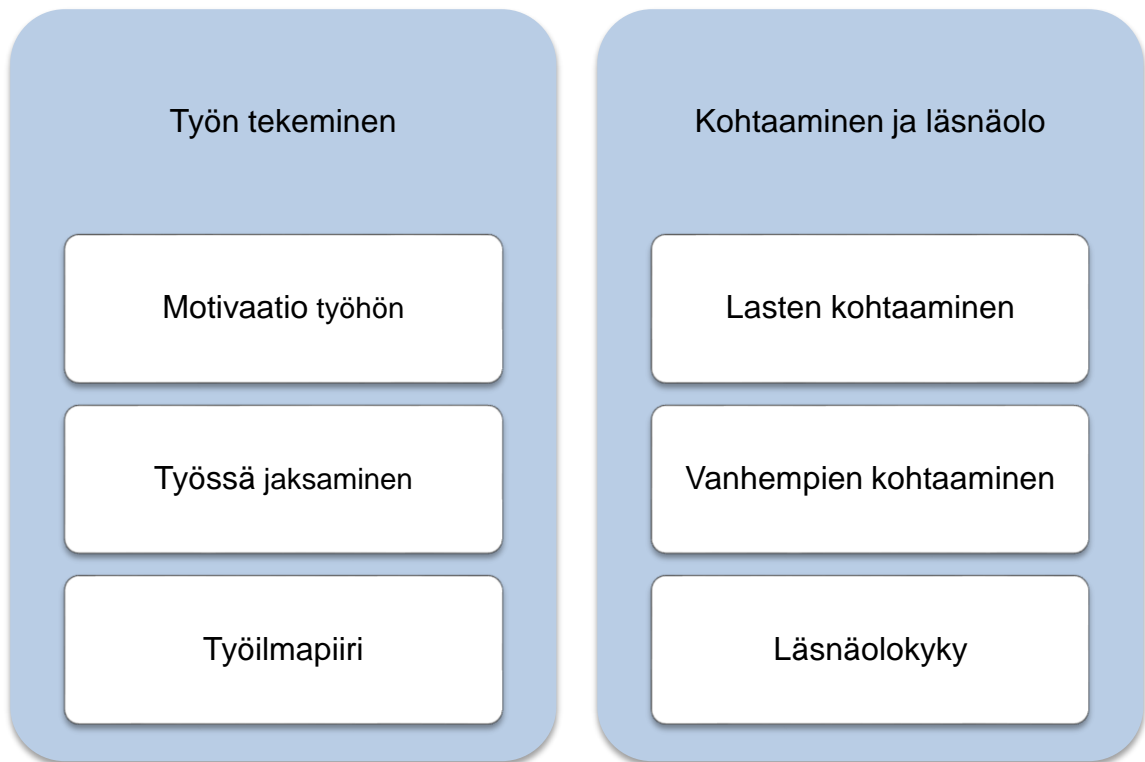 Työn tekeminen
Motivaatio työhön
Työssä jaksaminen
Työilmapiiri
Kohtaaminen ja läsnäolo
Lasten kohtaaminen
Vanhempien kohtaaminen
Läsnäolokyky